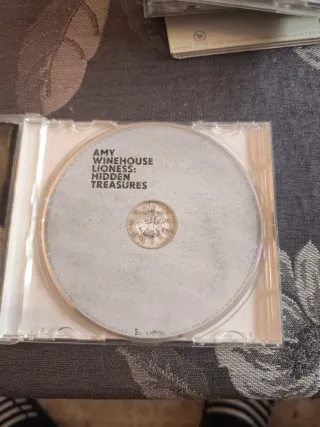 AMY
WINEHOUSE
LIONESS:
HIDDEN
TREASURES